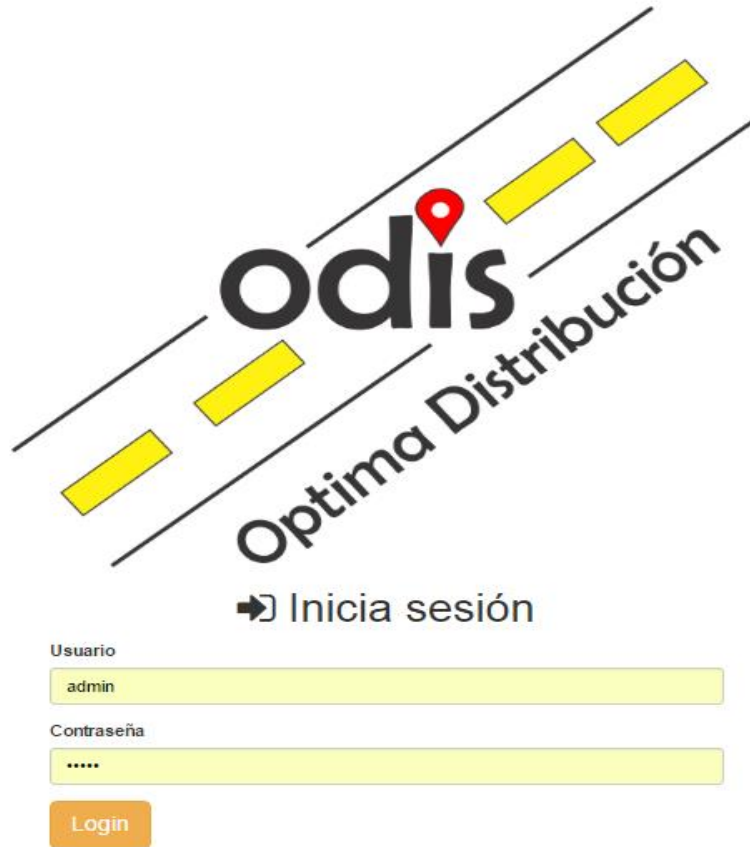 odis
Optima Distribución
Inicia sesión
Usuario
admin
Contraseña
•••••
Login